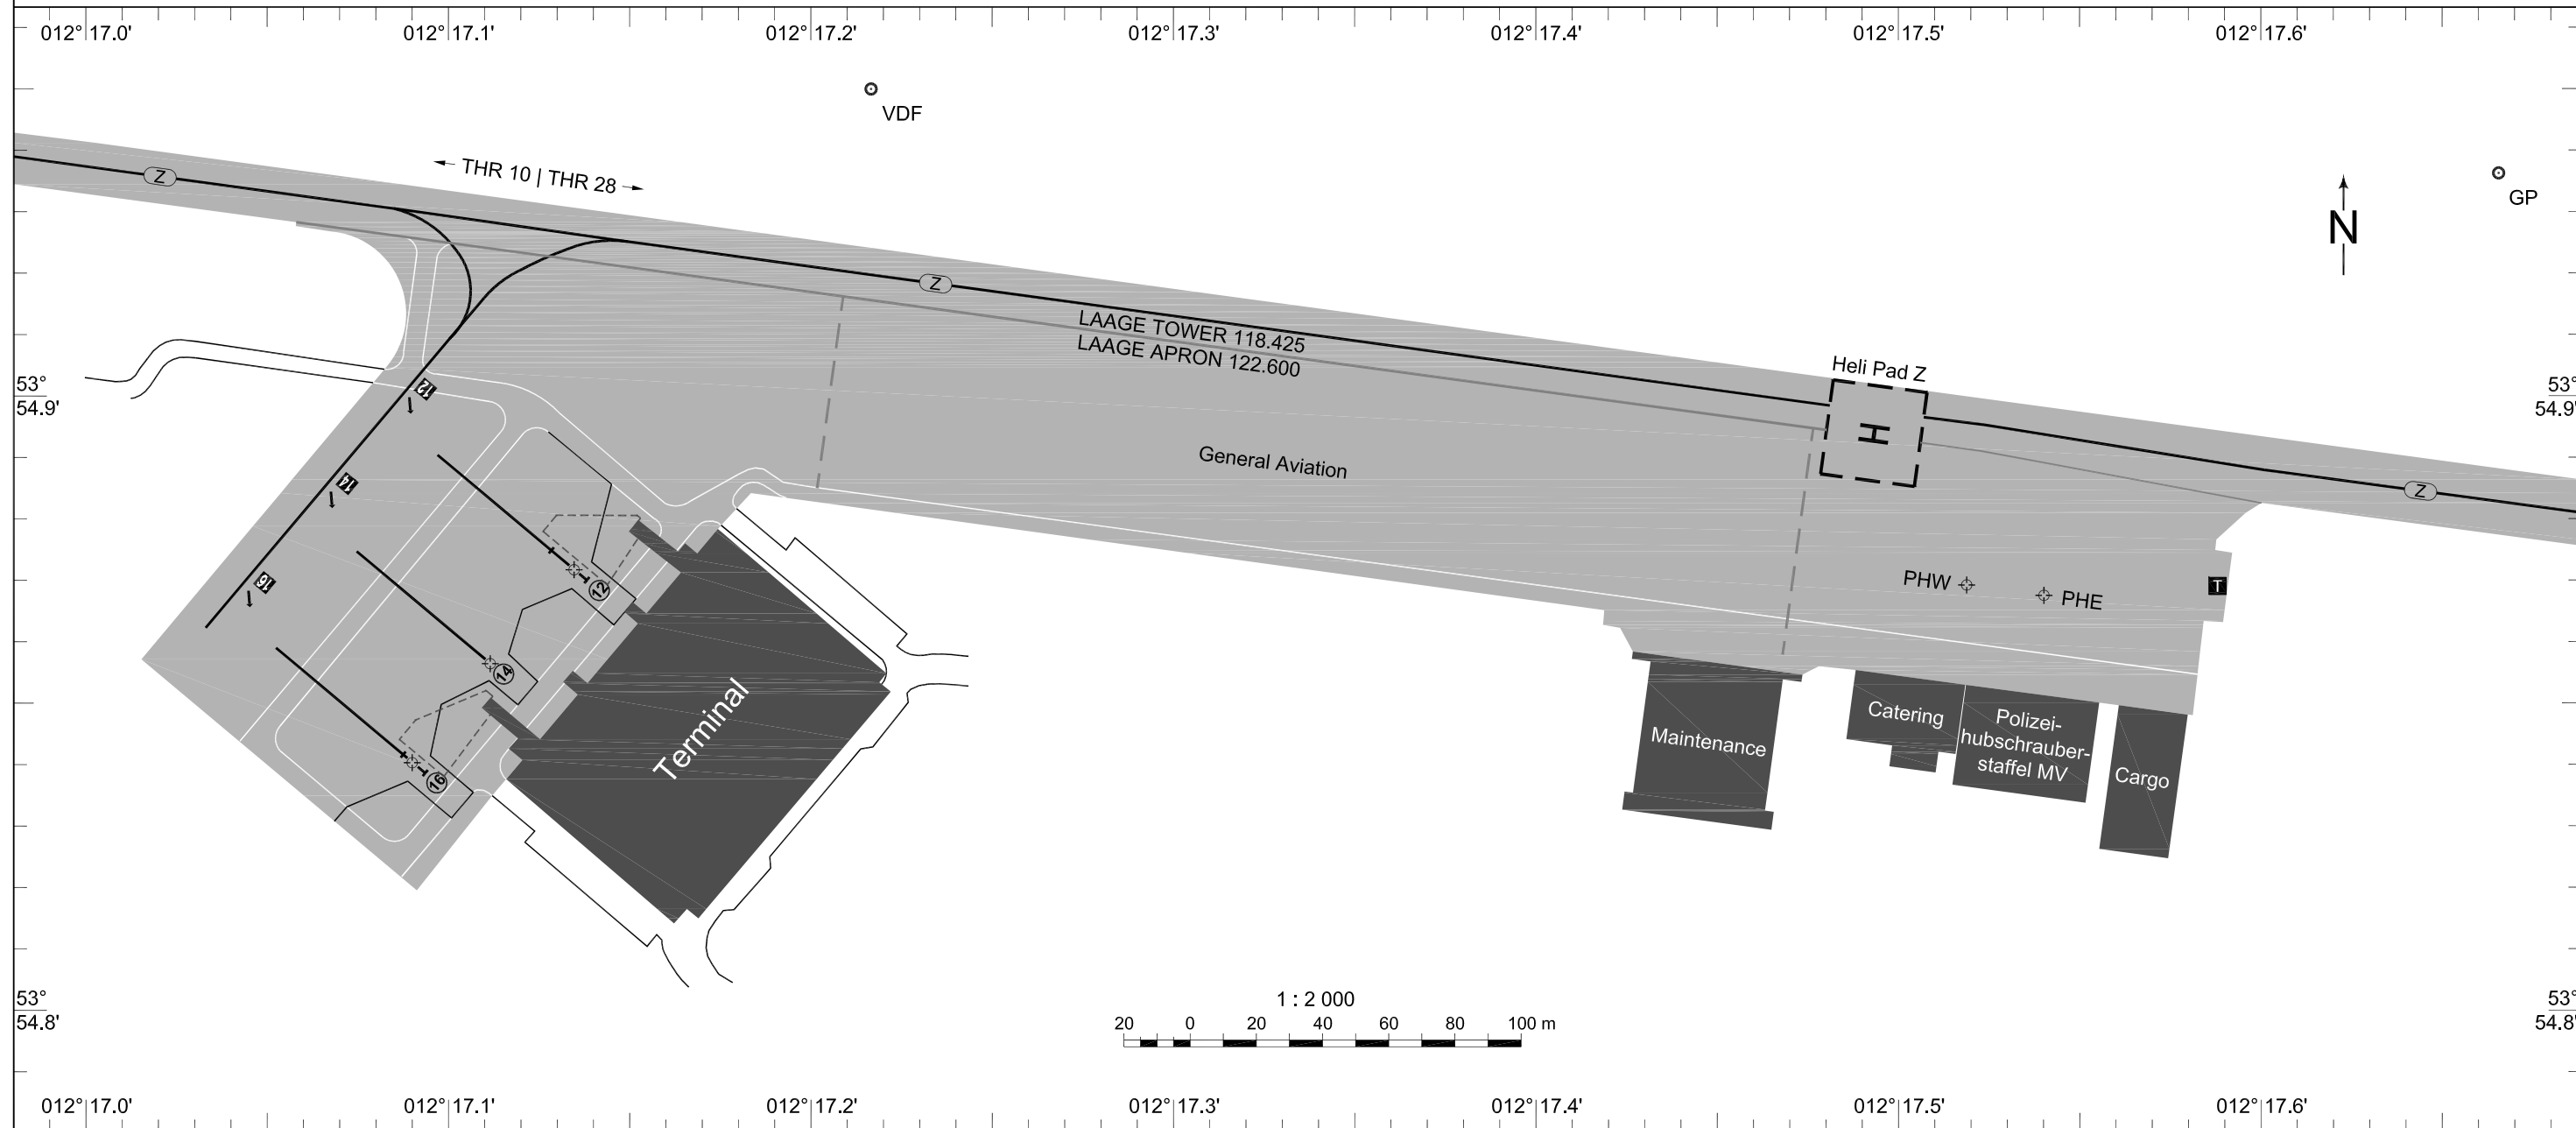 012°17.0'
012°17.1'
012°17.2'
012°17.3'
012°17.4'
012°17.5'
012°17.6'
VDF
THR 10 | THR 28
GP
N
Z
Z
LAAGE TOWER 118.425
LAAGE APRON 122.600
Heli Pad Z
H
53°
54.9'
53°
54.9'
12
General Aviation
Z
14
16
12
14
16
PHW
PHE
T
Terminal
Maintenance
Catering
Polizei-
hubschrauber-
staffel MV
Cargo
53°
54.8'
1 : 2 000
20 0 20 40 60 80 100 m
53°
54.8'
012°17.0'
012°17.1'
012°17.2'
012°17.3'
012°17.4'
012°17.5'
012°17.6'